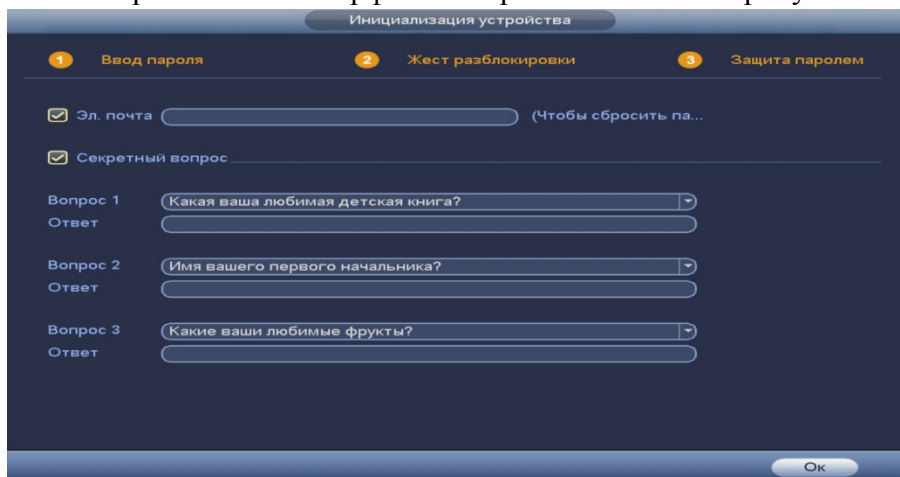 Инициализация устройства
1 Ввод пароля 2 Жест разблокировки 3 Защита паролем
Эл. почта (Чтобы сбросить па...
Секретный вопрос
Вопрос 1 Какая ваша любимая детская книга?
Ответ
Вопрос 2 Имя вашего первого начальника?
Ответ
Вопрос 3 Какие ваши любимые фрукты?
Ответ
Ок